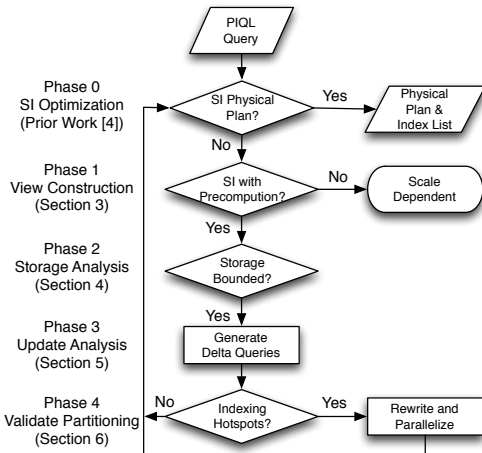 PIQL
Query
Phase 0
SI Optimization
(Prior Work [4])
SI Physical
Plan?
Yes
Physical
Plan &
Index List
No
Phase 1
View Construction
(Section 3)
SI with
Precompution?
No
Scale
Dependent
Yes
Phase 2
Storage Analysis
(Section 4)
Storage
Bounded?
Yes
Phase 3
Update Analysis
(Section 5)
Generate
Delta Queries
Phase 4
Validate Partitioning
(Section 6)
No
Indexing
Hotspots?
Yes
Rewrite and
Parallelize